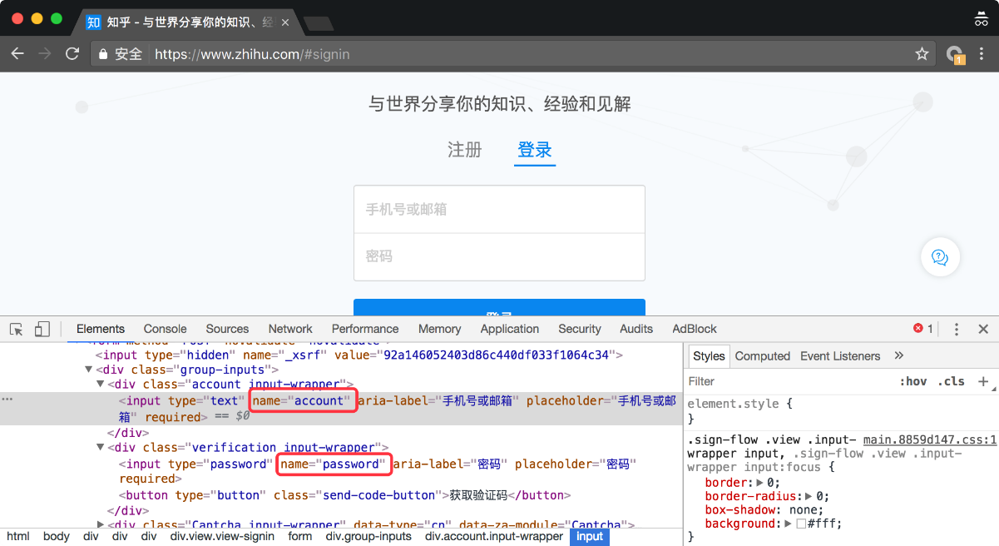 知 知乎 - 与世界分享你的知识、经
安全 https://www.zhihu.com/#signin
1
与世界分享你的知识、经验和见解
注册 登录
手机号或邮箱
密码
登录
Elements Console Sources Network Performance Memory Application Security Audits AdBlock 1
<input type="hidden" name="_xsrf" value="92a146052403d86c440df033f1064c34">
<div class="group-inputs">
<div class="account input-wrapper">
<input type="text" name="account" aria-label="手机号或邮箱" placeholder="手机号或邮
箱" required> == $0
</div>
<div class="verification input-wrapper">
<input type="password" name="password" aria-label="密码" placeholder="密码"
required>
<button type="button" class="send-code-button">获取验证码</button>
</div>
<div class="Captcha input-wrapper" data-type="cn" data-za-module="Captcha">
html body div div div div.view.view-signin form div.group-inputs div.account.input-wrapper input
Styles Computed Event Listeners »
Filter :hov .cls +
element.style {
}
.sign-flow .view .input- main.8859d147.css:1
wrapper input, .sign-flow .view .input-
wrapper input:focus {
border: 0;
border-radius: 0;
box-shadow: none;
background: #fff;
}